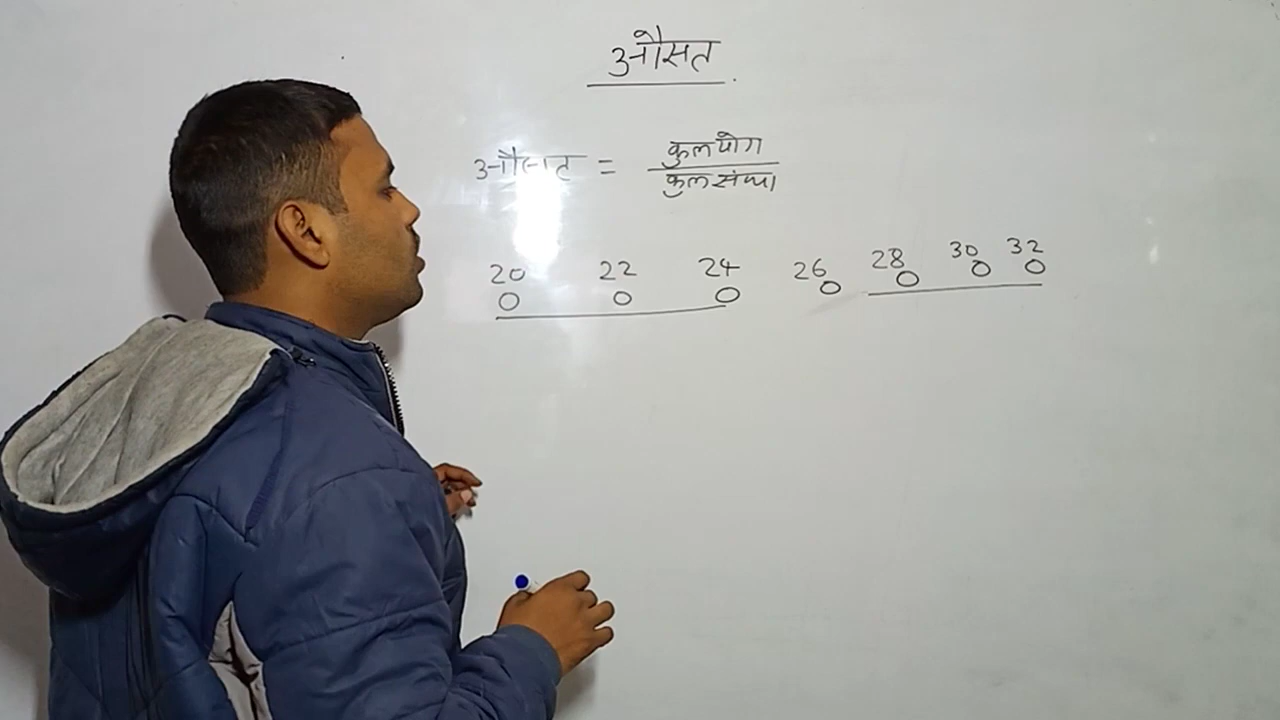 औसत
औसत = कुल योग
कुल संख्या
20 22 24 26 28 30 32